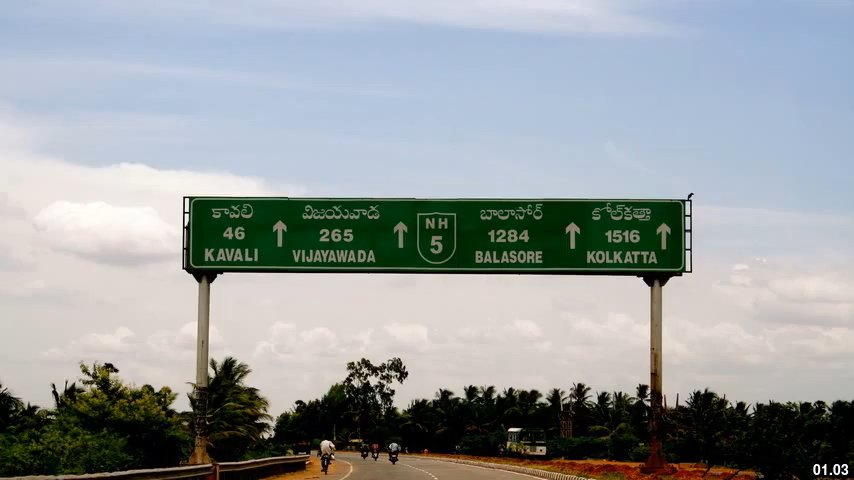 కావలి
46
KAVALI
విజయవాడ
265
VIJAYAWADA
NH
5
బాలాసోర్
1284
BALASORE
కోల్‌కత్తా
1516
KOLKATTA
01.03